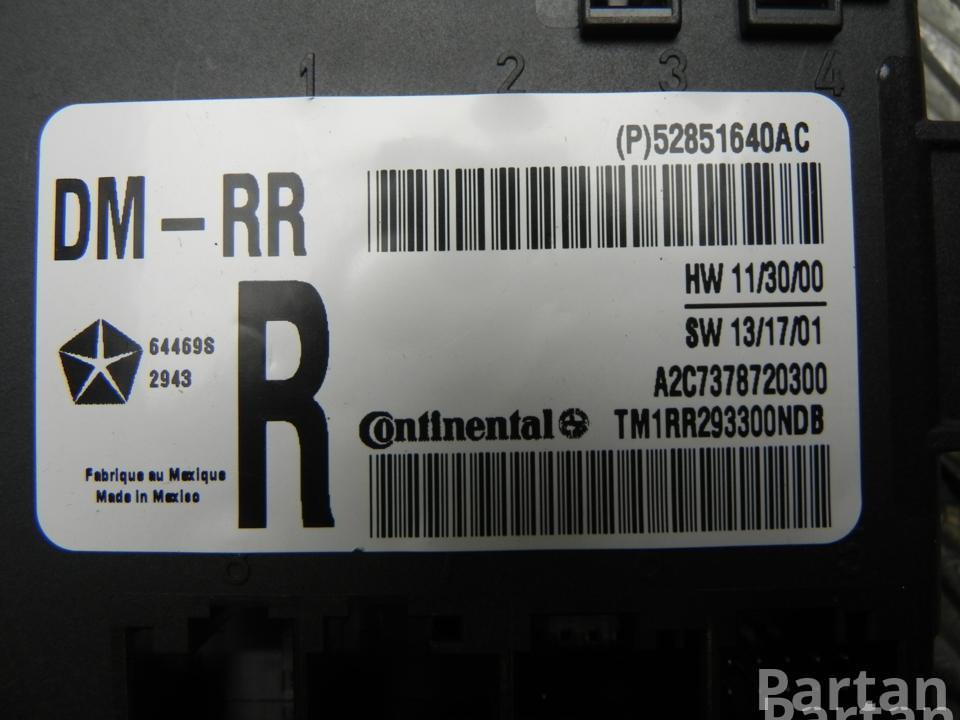 1 2 3 4
(P)52851640AC
DM-RR
HW 11/30/00
SW 13/17/01
64469S
2943
R
A2C7378720300
Continental
TM1RR293300NDB
Fabrique au Mexique
Made in Mexico
Partan
Partan